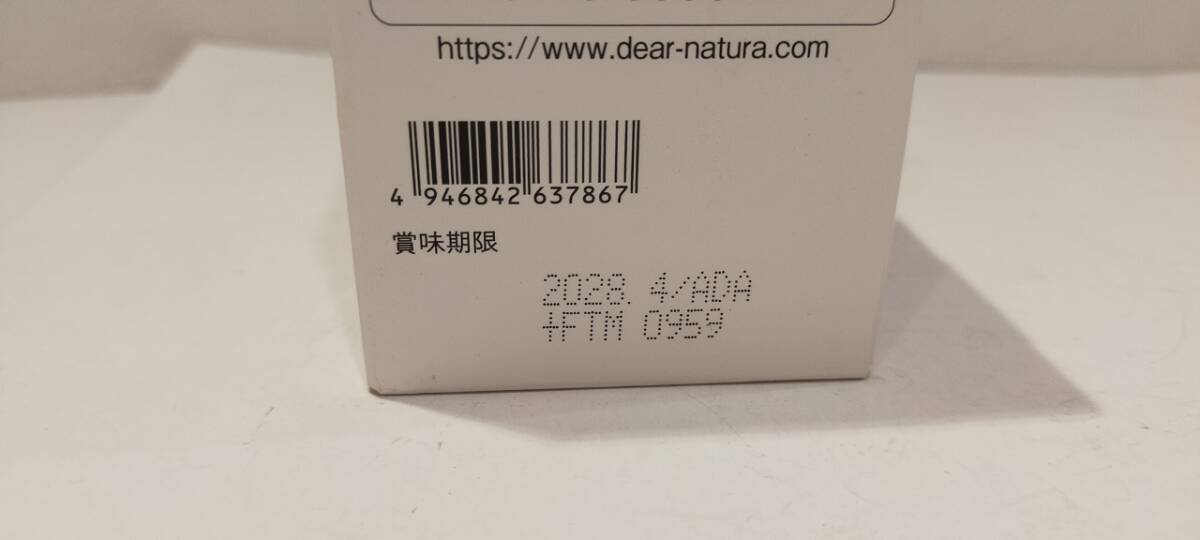 https://www.dear-natura.com
4 946842 637867
賞味期限
2028. 4/ADA
+FTM 0959